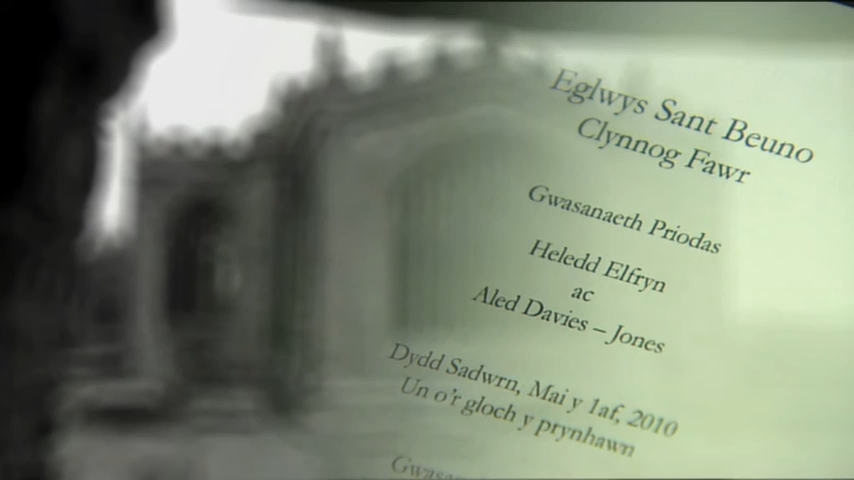 Eglwys Sant Beuno
Clynnog Fawr
Gwasanaeth Priodas
Heledd Elfryn
ac
Aled Davies – Jones
Dydd Sadwrn, Mai y 1af, 2010
Un o'r gloch y prynhawn